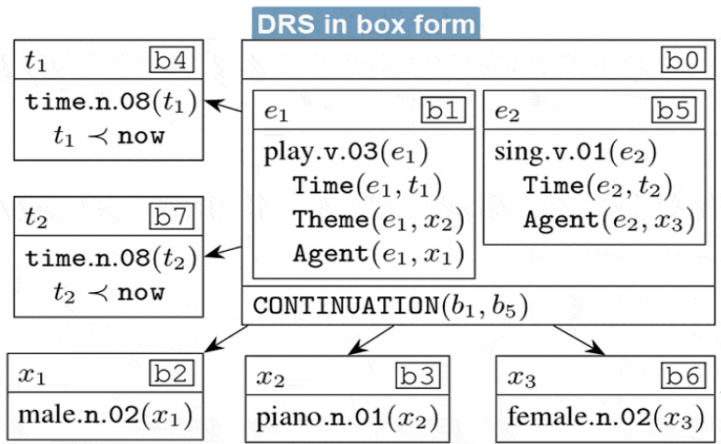 DRS in box form
t₁ b4
time.n.08(t₁)
t₁ ≺ now
t₂ b7
time.n.08(t₂)
t₂ ≺ now
b0
e₁ b1
play.v.03(e₁)
Time(e₁, t₁)
Theme(e₁, x₂)
Agent(e₁, x₁)
e₂ b5
sing.v.01(e₂)
Time(e₂, t₂)
Agent(e₂, x₃)
CONTINUATION(b₁, b₅)
x₁ b2
male.n.02(x₁)
x₂ b3
piano.n.01(x₂)
x₃ b6
female.n.02(x₃)